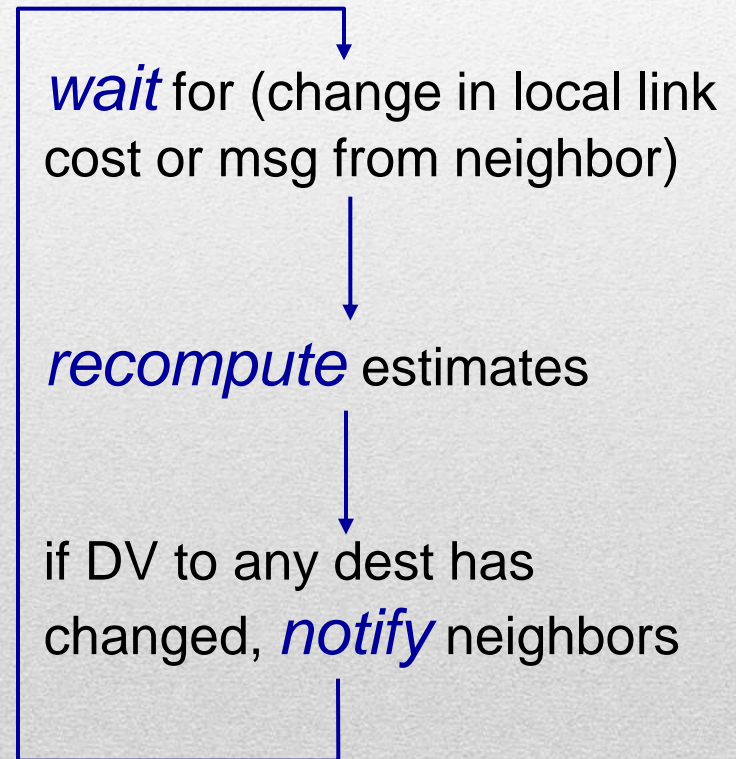 wait for (change in local link
cost or msg from neighbor)
recompute estimates
if DV to any dest has
changed, notify neighbors